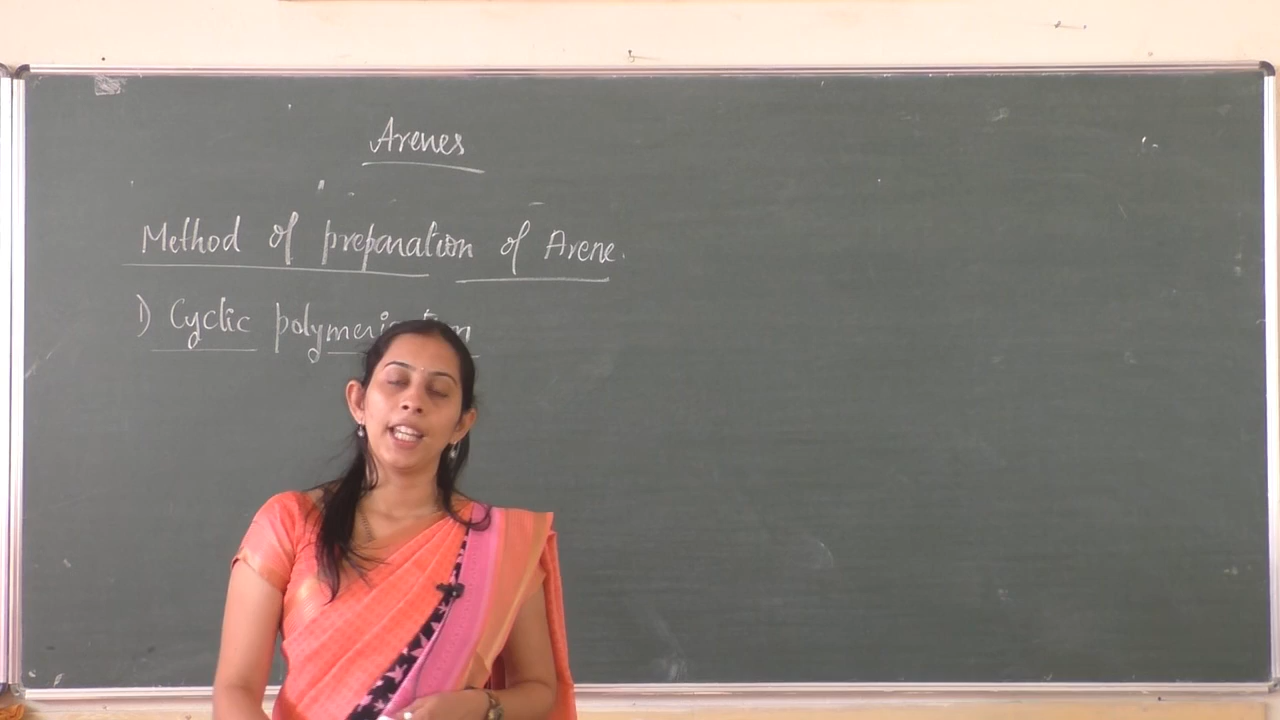 Arenes
Method of preparation of Arene.
1) Cyclic